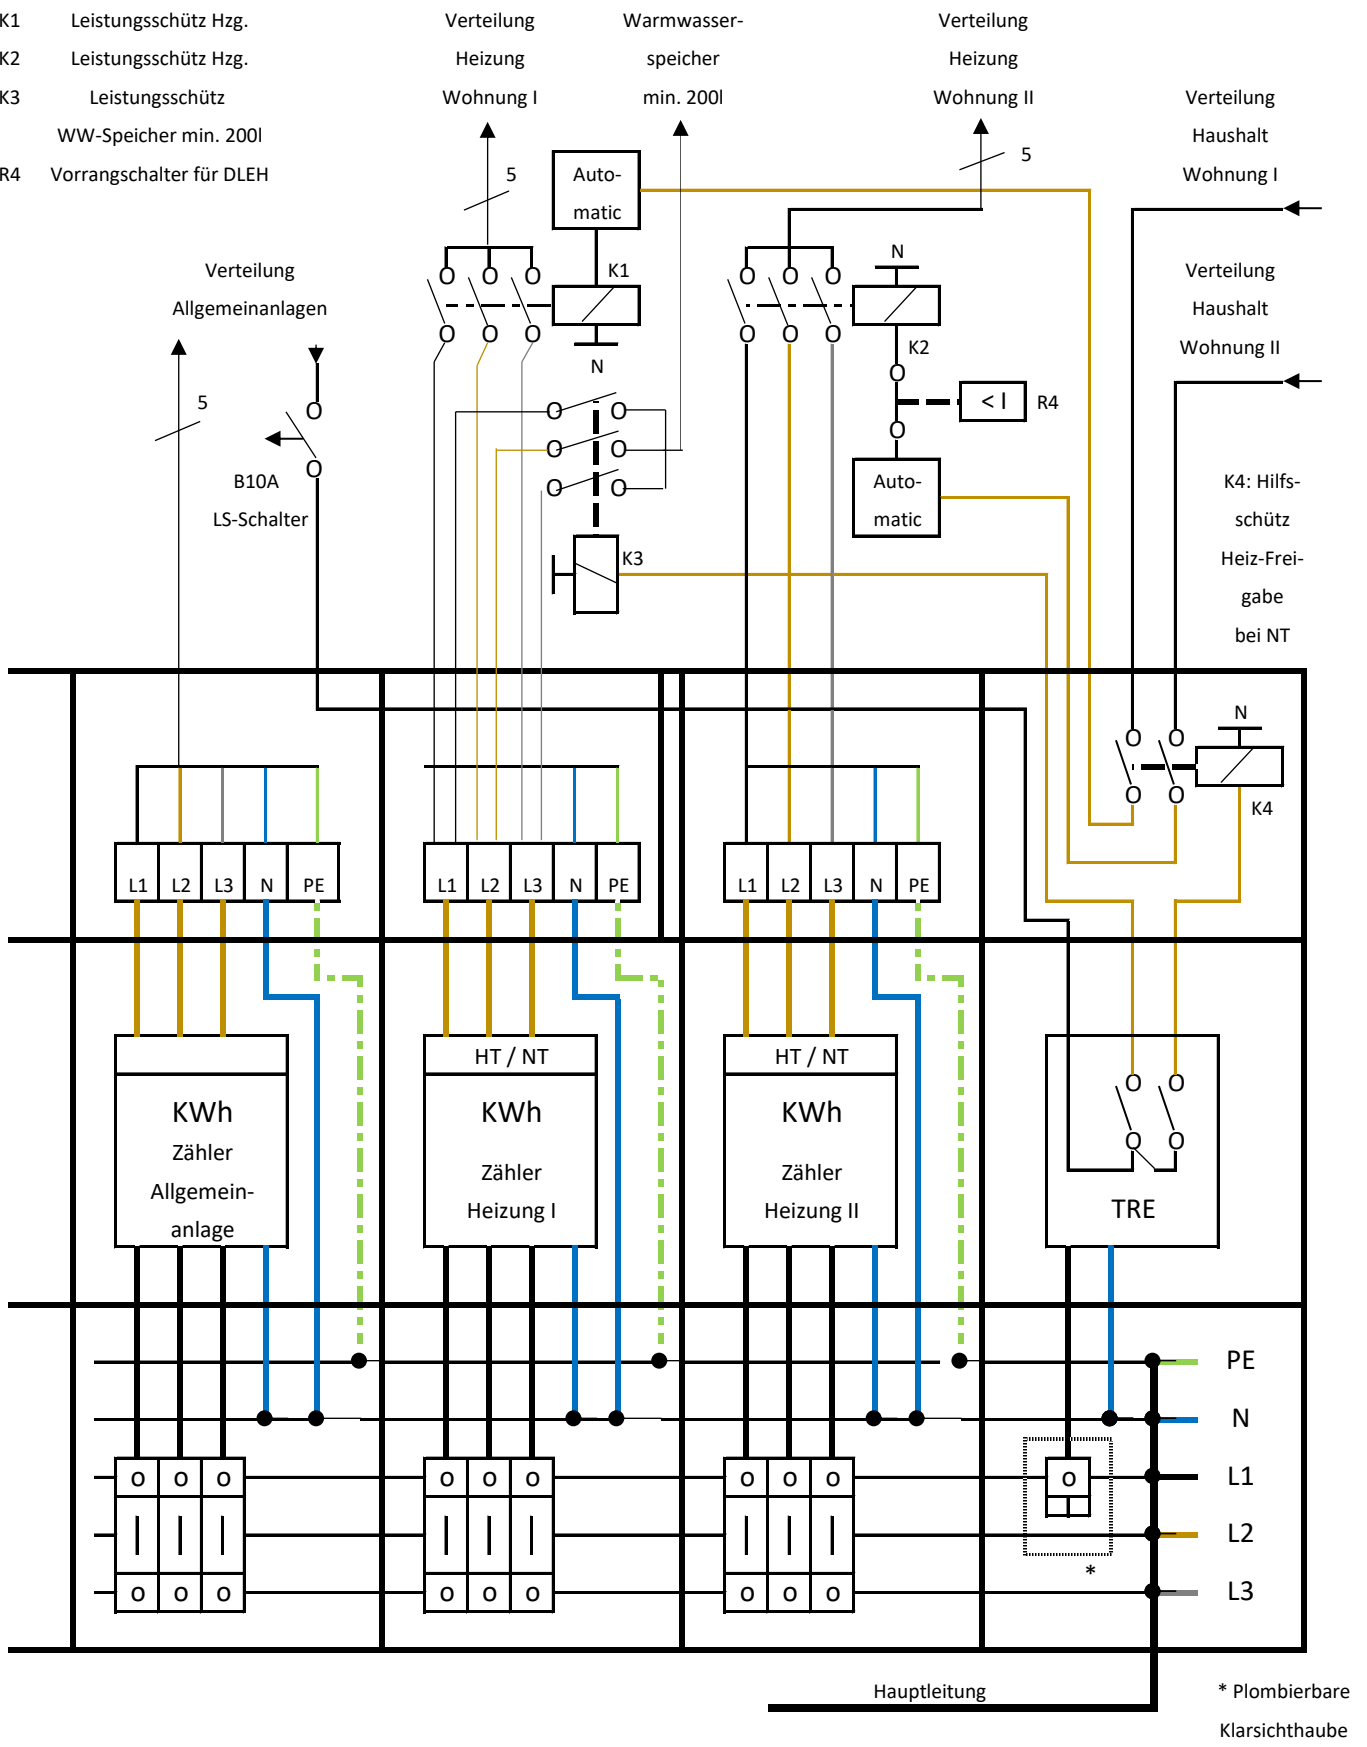 K1 Leistungsschütz Hzg.
K2 Leistungsschütz Hzg.
K3 Leistungsschütz
WW-Speicher min. 200l
R4 Vorrangschalter für DLEH
Verteilung
Heizung
Wohnung I
Warmwasser-
speicher
min. 200l
Verteilung
Heizung
Wohnung II
Verteilung
Haushalt
Wohnung I
5
Auto-
matic
5
Verteilung
Allgemeinanlagen
K1
N
N
K2
Verteilung
Haushalt
Wohnung II
5
< I
R4
B10A
LS-Schalter
K3
Auto-
matic
K4: Hilfs-
schütz
Heiz-Frei-
gabe
bei NT
N
K4
L1 L2 L3 N PE
L1 L2 L3 N PE
L1 L2 L3 N PE
KWh
Zähler
Allgemein-
anlage
HT / NT
KWh
Zähler
Heizung I
HT / NT
KWh
Zähler
Heizung II
TRE
PE
N
L1
L2
L3
*
Hauptleitung
* Plombierbare
Klarsichthaube